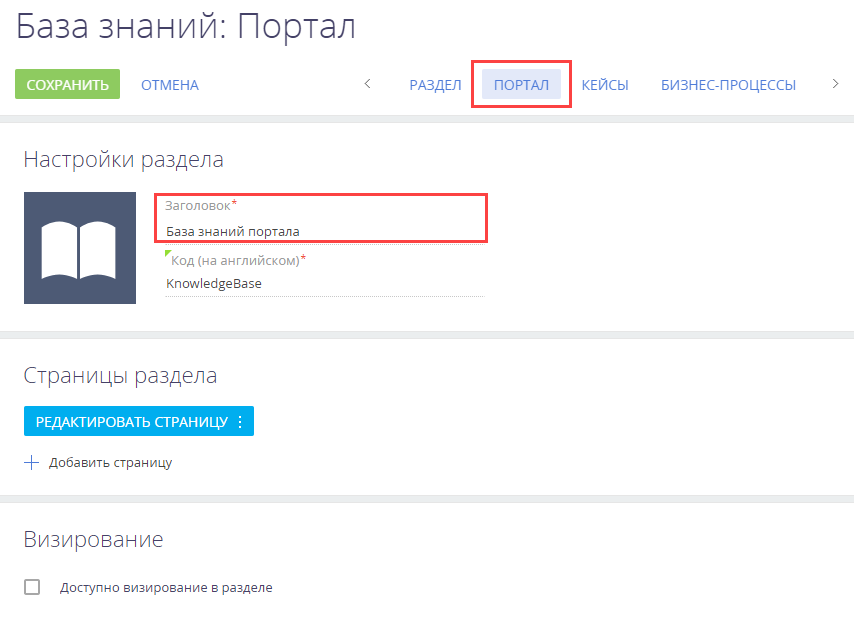 База знаний: Портал
СОХРАНИТЬ ОТМЕНА РАЗДЕЛ ПОРТАЛ КЕЙСЫ БИЗНЕС-ПРОЦЕССЫ
Настройки раздела
Заголовок*
База знаний портала
Код (на английском)*
KnowledgeBase
Страницы раздела
РЕДАКТИРОВАТЬ СТРАНИЦУ
Добавить страницу
Визирование
Доступно визирование в разделе